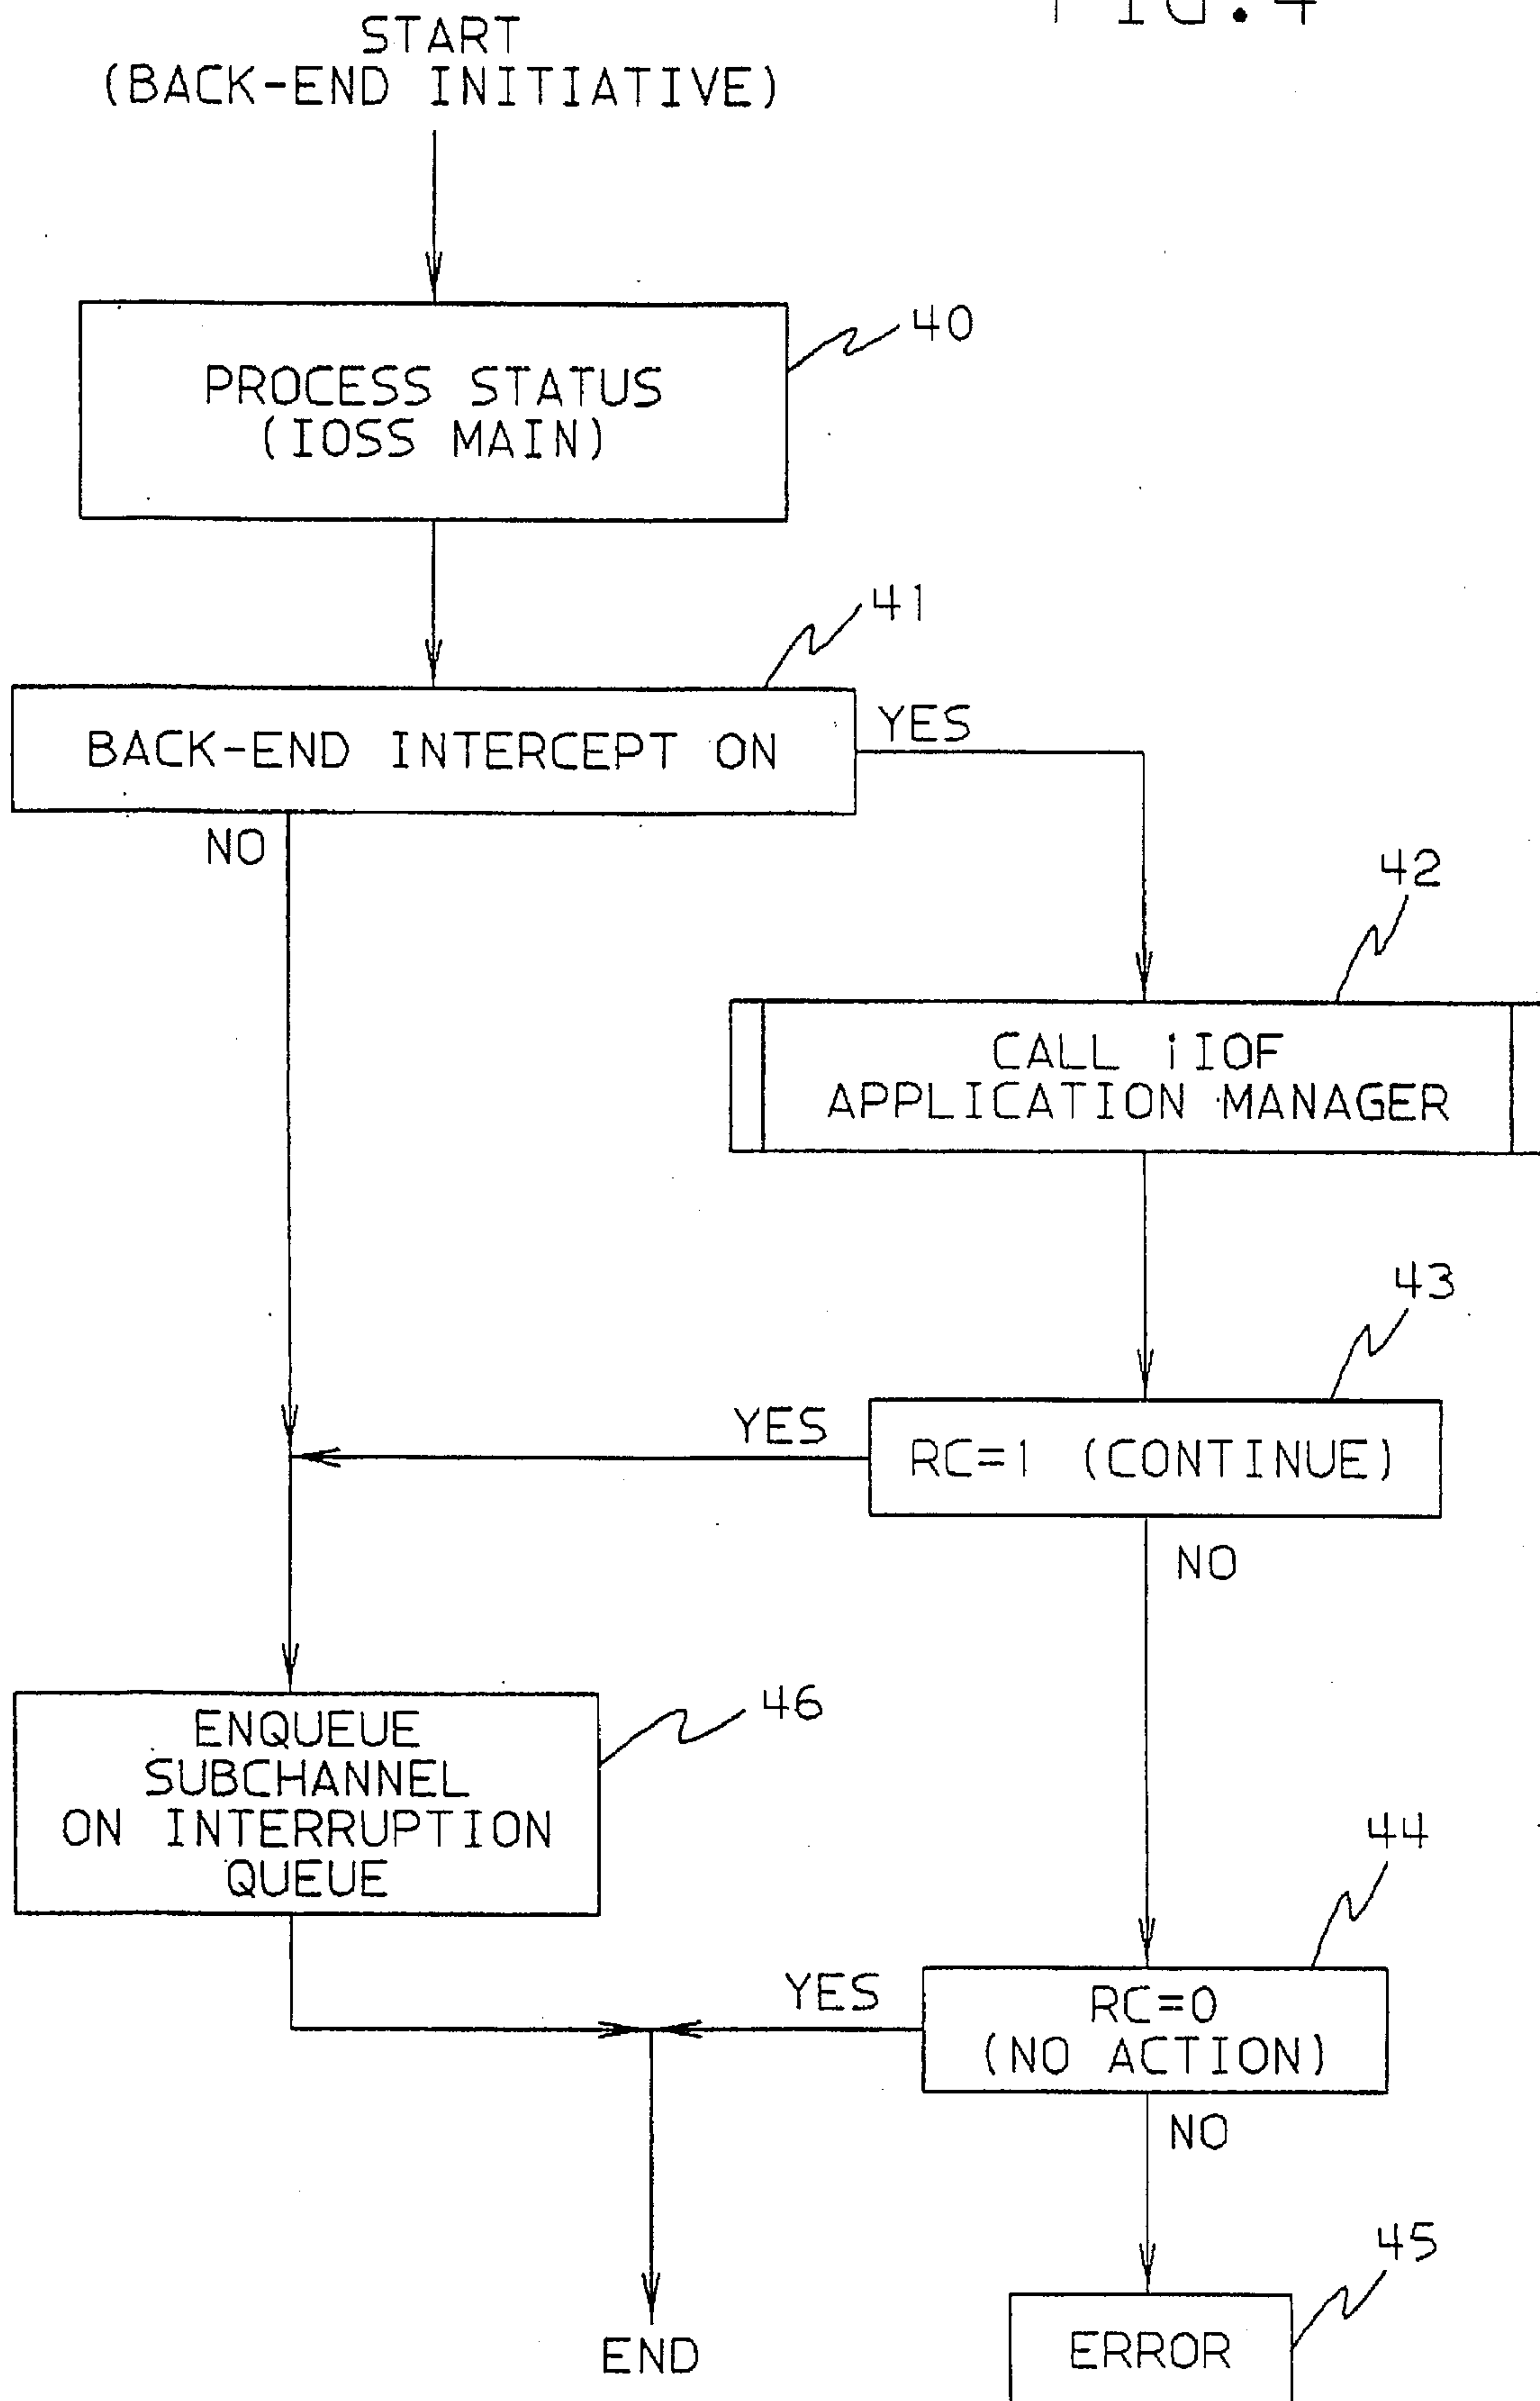 FIG.4
START
(BACK-END INITIATIVE)
40
PROCESS STATUS
(IOSS MAIN)
41
BACK-END INTERCEPT ON
YES
NO
42
CALL iIOF
APPLICATION MANAGER
43
YES
RC=1 (CONTINUE)
NO
46
ENQUEUE
SUBCHANNEL
ON INTERRUPTION
QUEUE
44
YES
RC=0
(NO ACTION)
NO
45
END
ERROR